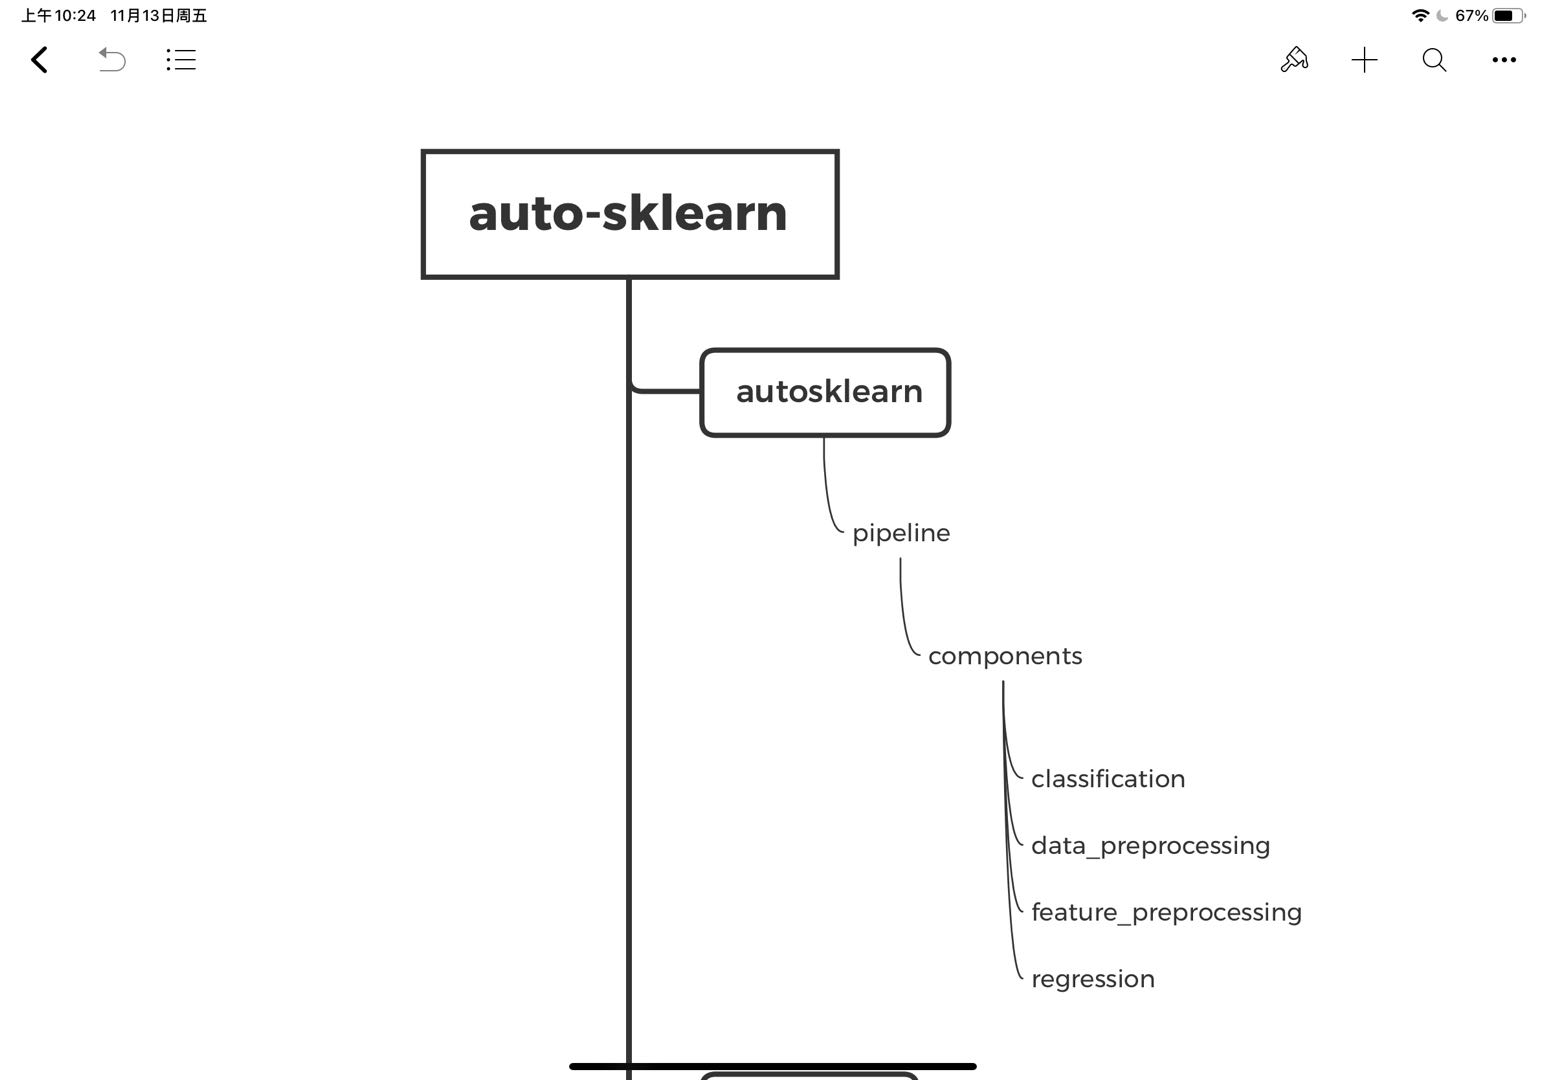 上午10:24 11月13日周五 67%
auto-sklearn
autosklearn
pipeline
components
classification
data_preprocessing
feature_preprocessing
regression